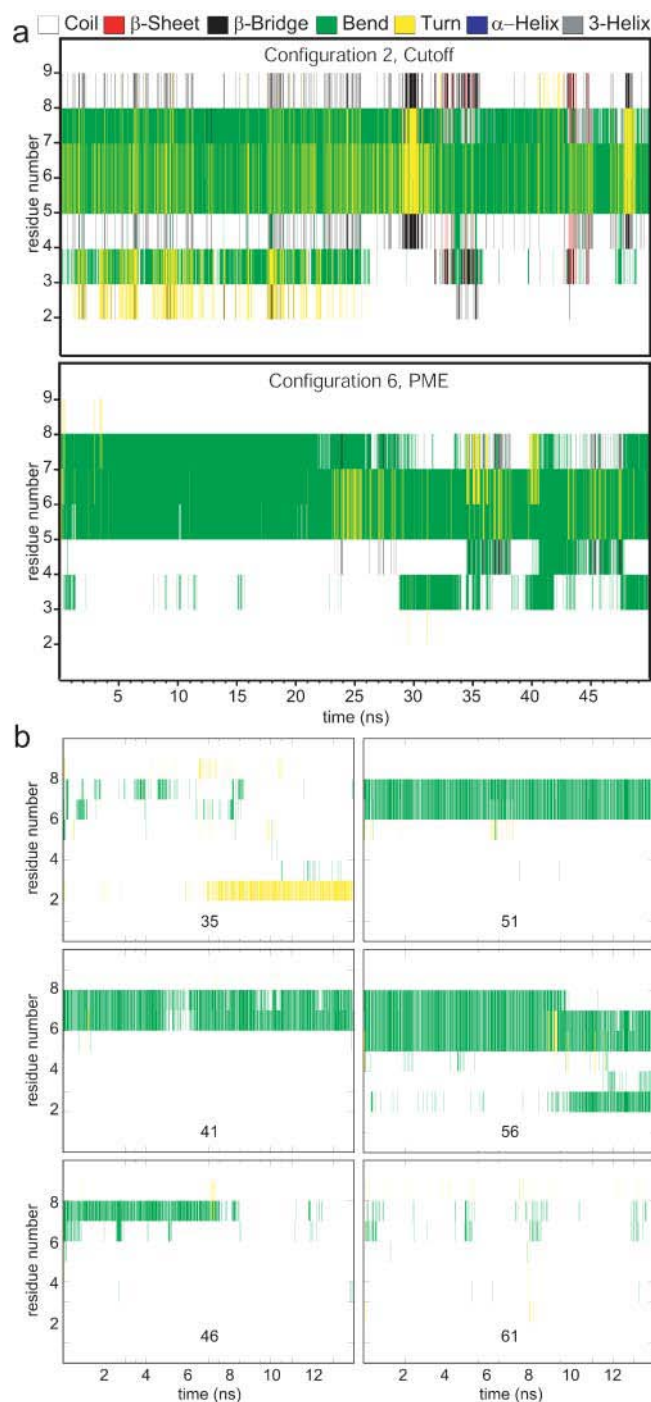 Coil β-Sheet β-Bridge Bend Turn α-Helix 3-Helix
a
Configuration 2, Cutoff
9
8
7
6
5
4
3
2
residue number
Configuration 6, PME
9
8
7
6
5
4
3
2
residue number
5 10 15 20 25 30 35 40 45
time (ns)
b
8
6
4
2
residue number
35
51
8
6
4
2
residue number
41
56
8
6
4
2
residue number
46
61
2 4 6 8 10 12
2 4 6 8 10 12
time (ns)
time (ns)